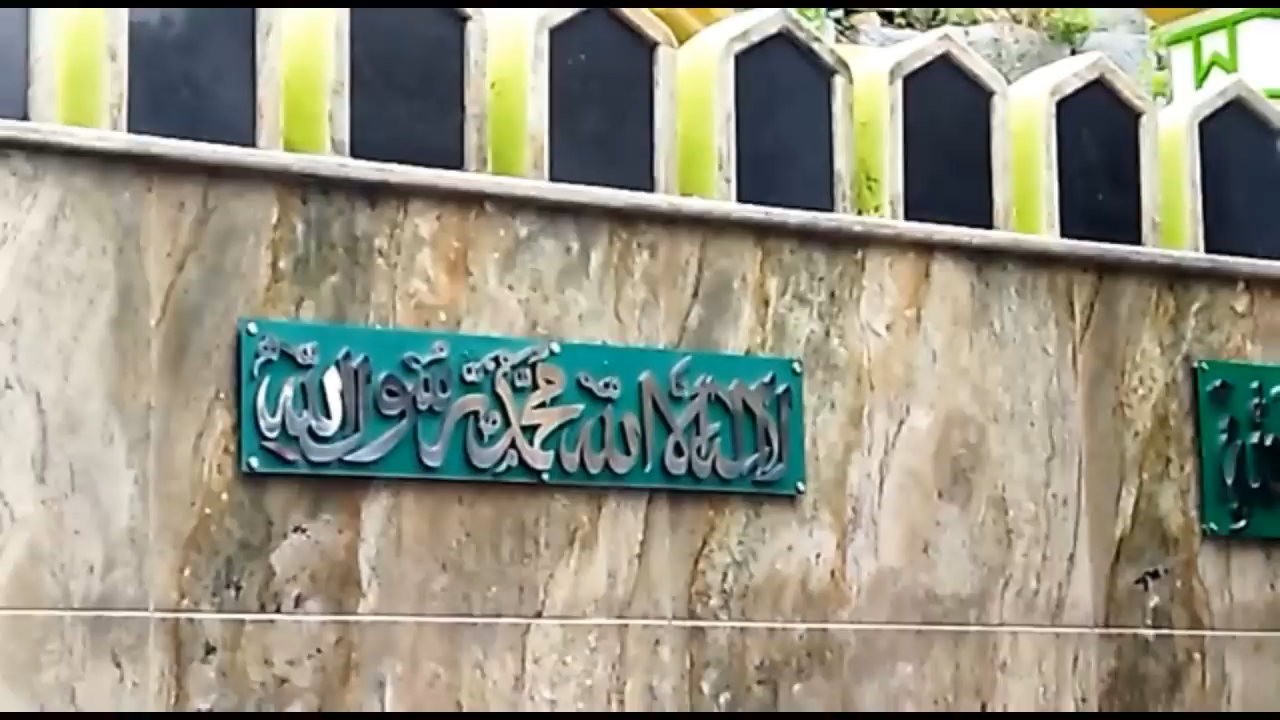 لا إله إلا الله محمد رسول الله